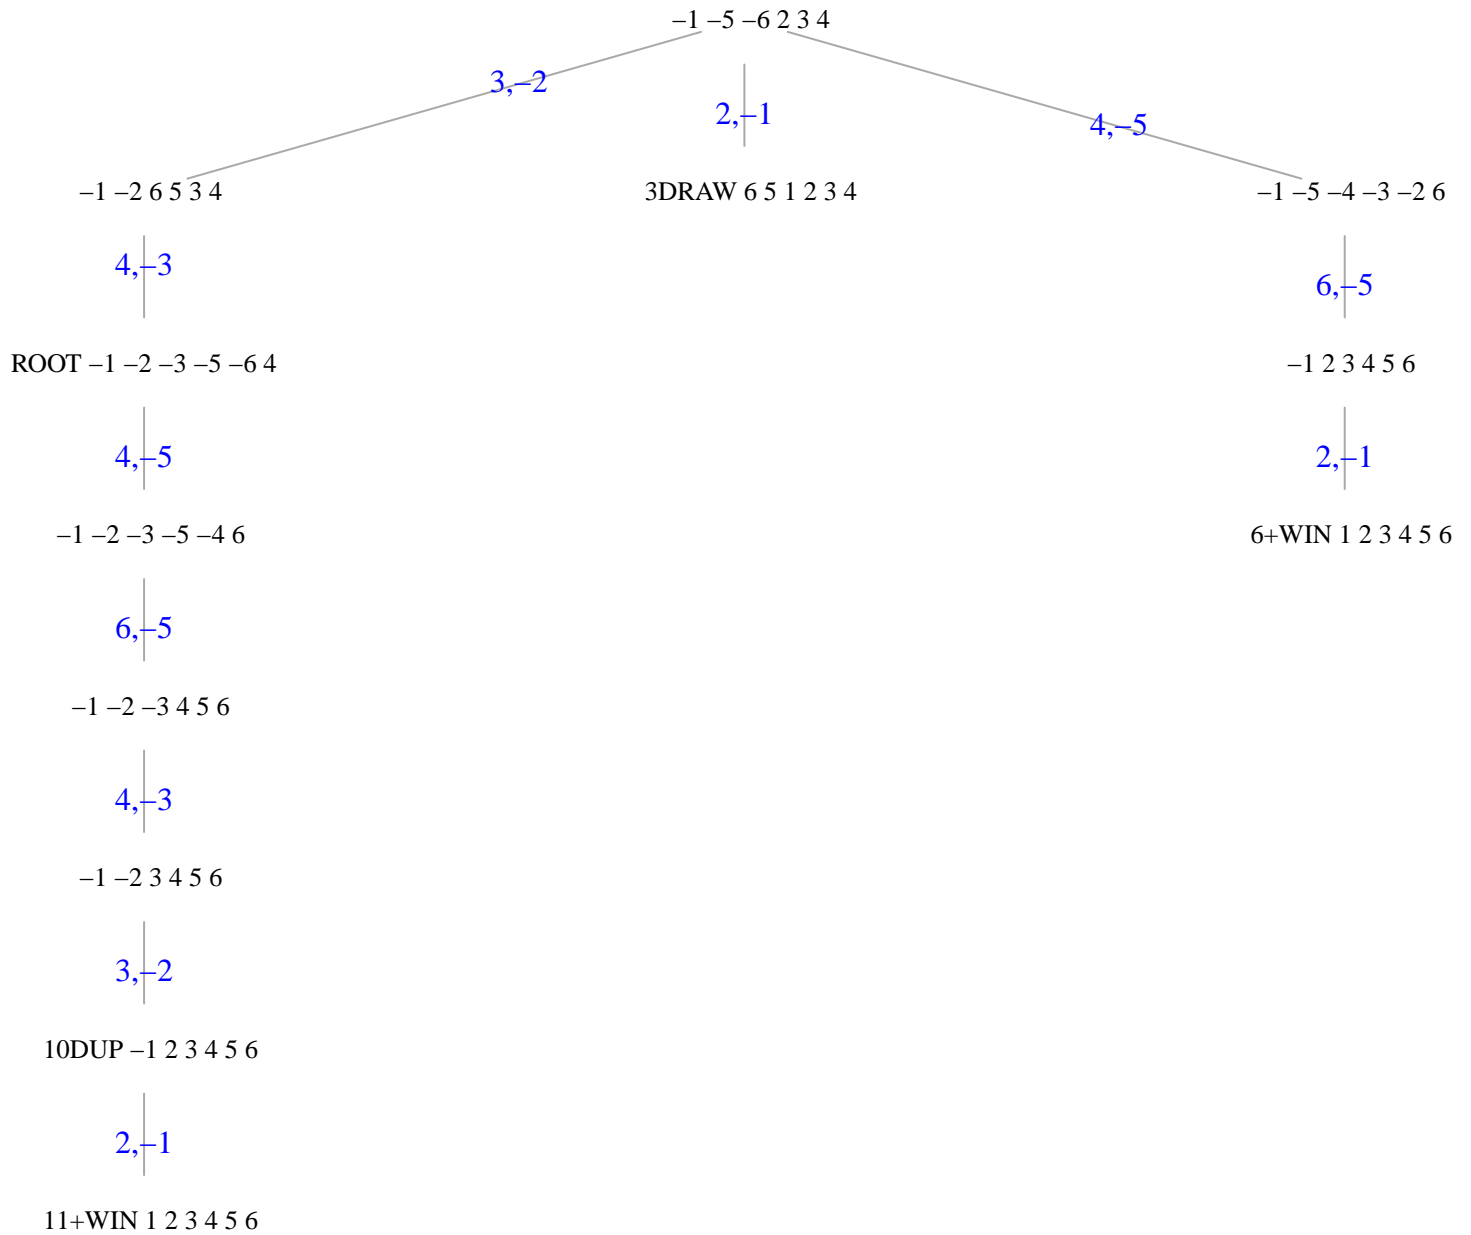 –1 –5 –6 2 3 4
3,–2
2,–1
4,–5
–1 –2 6 5 3 4
3DRAW 6 5 1 2 3 4
–1 –5 –4 –3 –2 6
4,–3
6,–5
ROOT –1 –2 –3 –5 –6 4
–1 2 3 4 5 6
4,–5
2,–1
–1 –2 –3 –5 –4 6
6+WIN 1 2 3 4 5 6
6,–5
–1 –2 –3 4 5 6
4,–3
–1 –2 3 4 5 6
3,–2
10DUP –1 2 3 4 5 6
2,–1
11+WIN 1 2 3 4 5 6